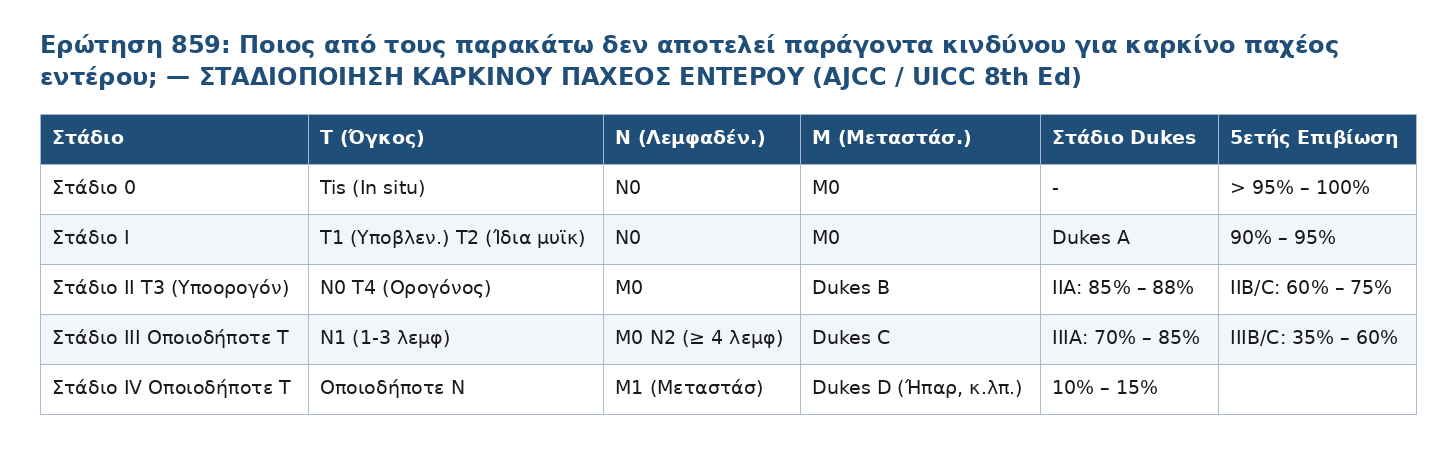 Ερώτηση 859: Ποιος από τους παρακάτω δεν αποτελεί παράγοντα κινδύνου για καρκίνο παχέος
εντέρου; — ΣΤΑΔΙΟΠΟΙΗΣΗ ΚΑΡΚΙΝΟΥ ΠΑΧΕΟΣ ΕΝΤΕΡΟΥ (AJCC / UICC 8th Ed)
Στάδιο T (Όγκος) N (Λεμφαδέν.) M (Μεταστάσ.) Στάδιο Dukes 5ετής Επιβίωση
Στάδιο 0 Tis (In situ) N0 M0 - > 95% – 100%
Στάδιο I T1 (Υποβλεν.) T2 (Ίδια μυϊκ) N0 M0 Dukes A 90% – 95%
Στάδιο II T3 (Υποορογόν) N0 T4 (Ορογόνος) M0 Dukes B IIA: 85% – 88% IIB/C: 60% – 75%
Στάδιο III Οποιοδήποτε T N1 (1-3 λεμφ) M0 N2 (≥ 4 λεμφ) Dukes C IIIA: 70% – 85% IIIB/C: 35% – 60%
Στάδιο IV Οποιοδήποτε T Οποιοδήποτε N M1 (Μεταστάσ) Dukes D (Ήπαρ, κ.λπ.) 10% – 15%